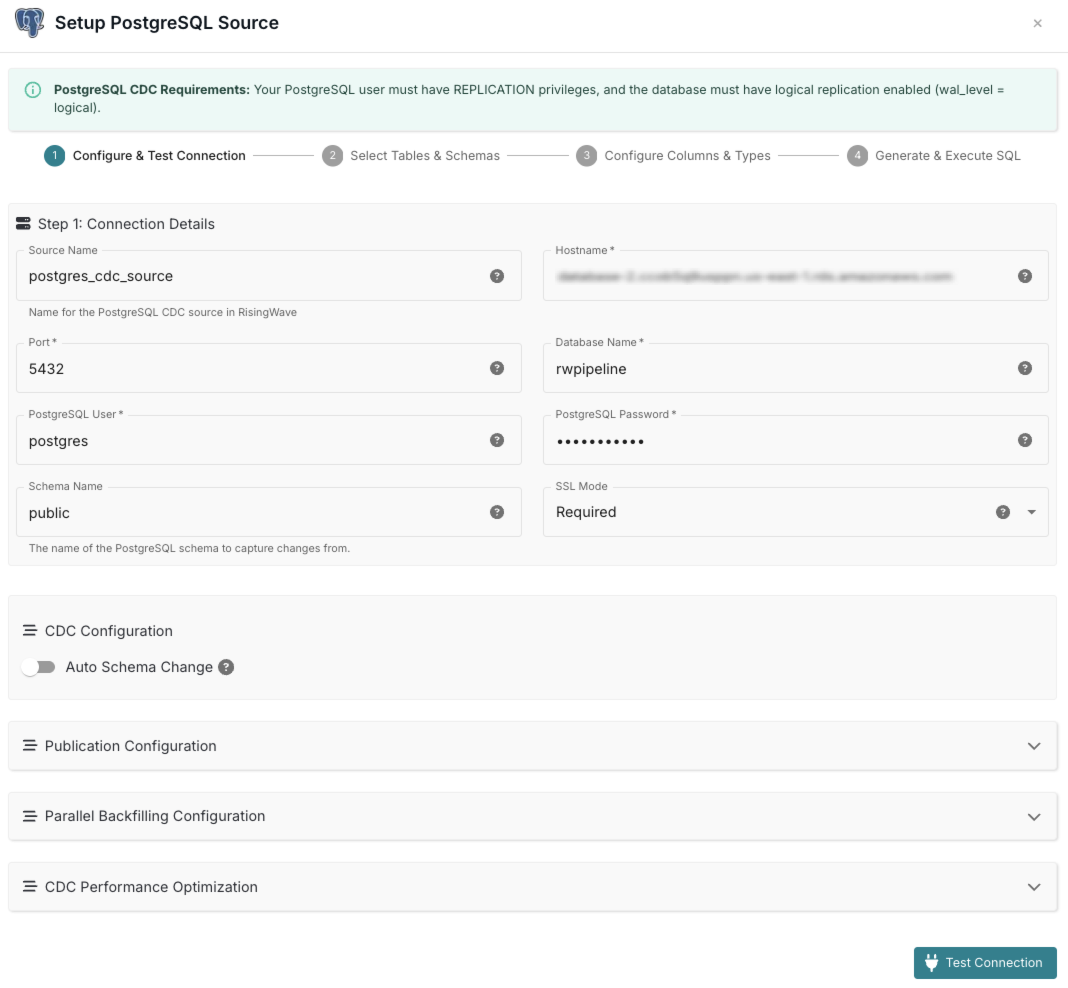 Setup PostgreSQL Source
PostgreSQL CDC Requirements: Your PostgreSQL user must have REPLICATION privileges, and the database must have logical replication enabled (wal_level =
logical).
1 Configure & Test Connection 2 Select Tables & Schemas 3 Configure Columns & Types 4 Generate & Execute SQL
Step 1: Connection Details
Source Name
postgres_cdc_source
Name for the PostgreSQL CDC source in RisingWave
Hostname *
Port *
5432
Database Name *
rwpipeline
PostgreSQL User *
postgres
PostgreSQL Password *
•••••••••••
Schema Name
public
The name of the PostgreSQL schema to capture changes from.
SSL Mode
Required
CDC Configuration
Auto Schema Change
Publication Configuration
Parallel Backfilling Configuration
CDC Performance Optimization
Test Connection